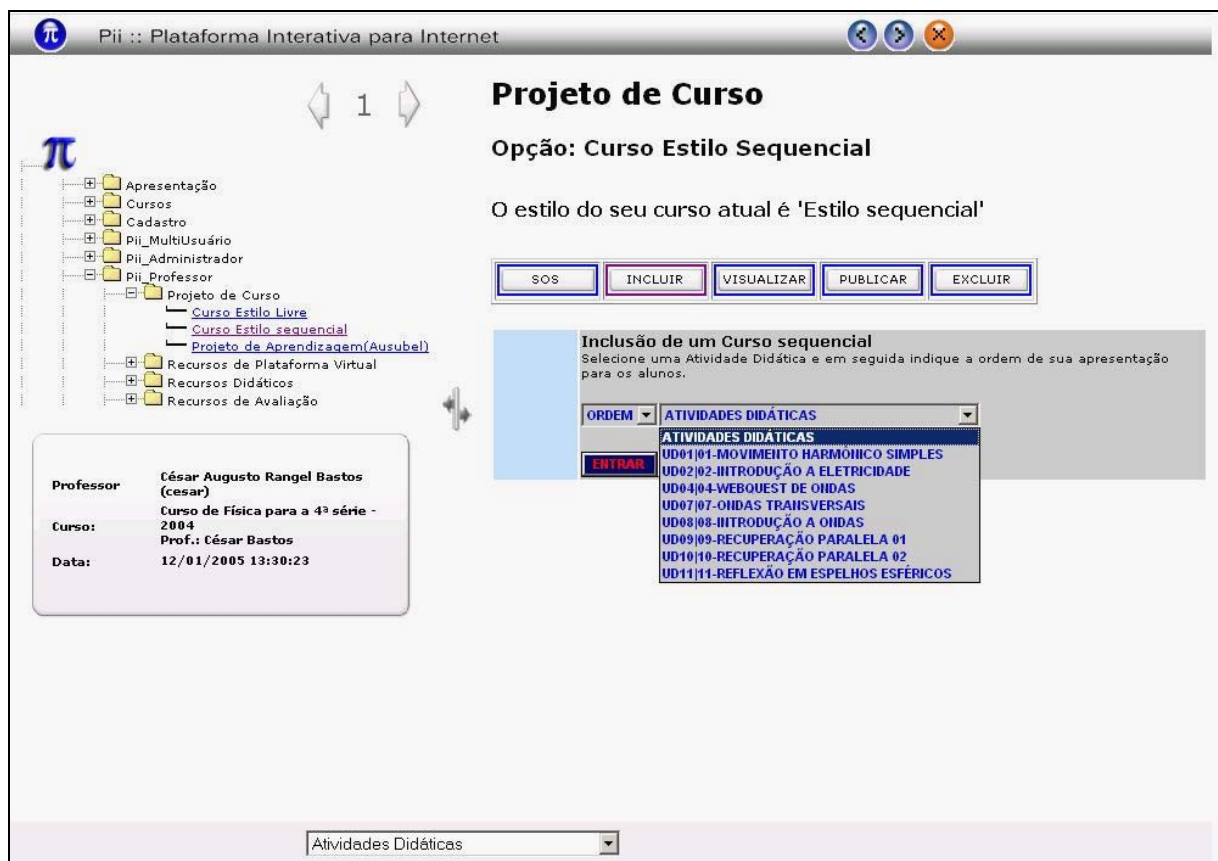 Pii :: Plataforma Interativa para Internet
1
π
Apresentação
Cursos
Cadastro
Pii_MultiUsuário
Pii_Administrador
Pii_Professor
Projeto de Curso
Curso Estilo Livre
Curso Estilo sequencial
Projeto de Aprendizagem(Ausubel)
Recursos de Plataforma Virtual
Recursos Didáticos
Recursos de Avaliação
Professor César Augusto Rangel Bastos
(cesar)
Curso: Curso de Física para a 4ª série -
2004
Prof.: César Bastos
Data: 12/01/2005 13:30:23
Projeto de Curso
Opção: Curso Estilo Sequencial
O estilo do seu curso atual é 'Estilo sequencial'
SOS INCLUIR VISUALIZAR PUBLICAR EXCLUIR
Inclusão de um Curso sequencial
Selecione uma Atividade Didática e em seguida indique a ordem de sua apresentação
para os alunos.
ORDEM ATIVIDADES DIDÁTICAS
ATIVIDADES DIDÁTICAS
UD01|01-MOVIMENTO HARMÔNICO SIMPLES
UD02|02-INTRODUÇÃO A ELETRICIDADE
UD04|04-WEBQUEST DE ONDAS
UD07|07-ONDAS TRANSVERSAIS
UD08|08-INTRODUÇÃO A ONDAS
UD09|09-RECUPERAÇÃO PARALELA 01
UD10|10-RECUPERAÇÃO PARALELA 02
UD11|11-REFLEXÃO EM ESPELHOS ESFÉRICOS
ENTRAR
Atividades Didáticas